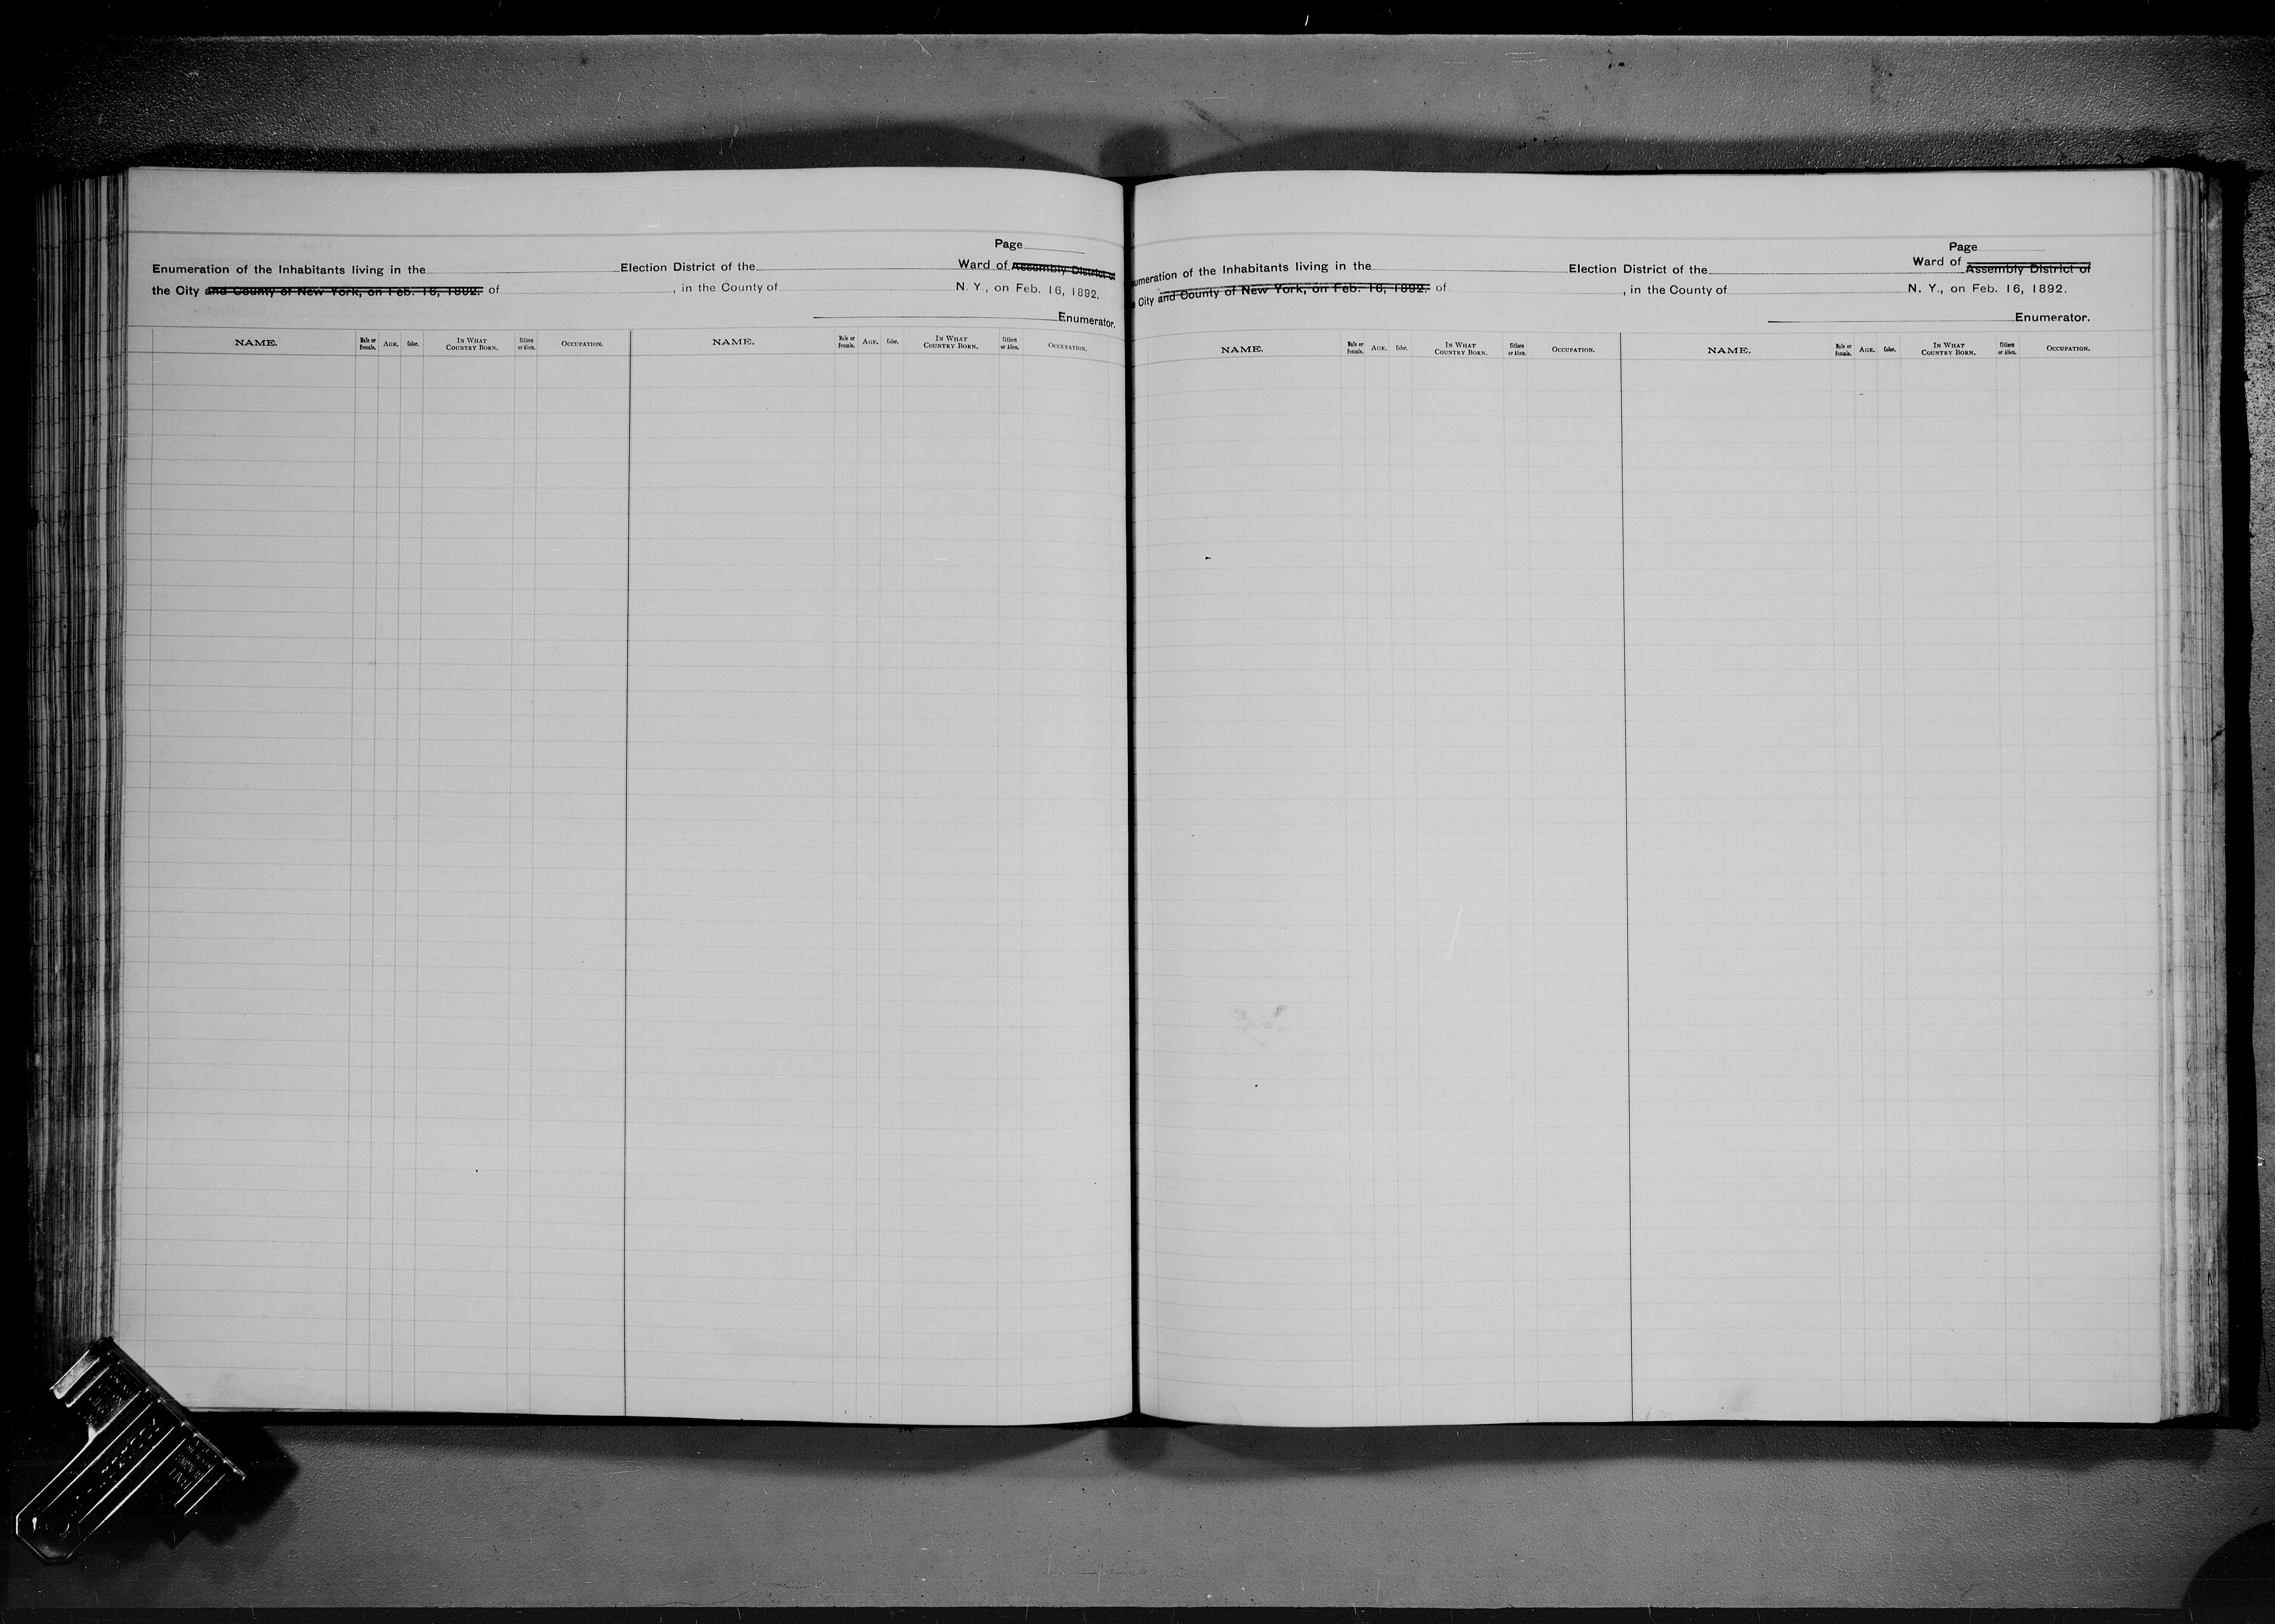 Page
Enumeration of the Inhabitants living in the Election District of the Ward of Assembly District of
the City and County of New York, on Feb. 16, 1892. of , in the County of N. Y., on Feb. 16, 1892.
Enumerator.
NAME. Male or Female. AGE. Color. IN WHAT COUNTRY BORN. Citizen or Alien. OCCUPATION. NAME. Male or Female. AGE. Color. IN WHAT COUNTRY BORN. Citizen or Alien. OCCUPATION.
Page
umeration of the Inhabitants living in the Election District of the Ward of Assembly District of
City and County of New York, on Feb. 16, 1892. of , in the County of N. Y., on Feb. 16, 1892.
Enumerator.
NAME. Male or Female. AGE. Color. IN WHAT COUNTRY BORN. Citizen or Alien. OCCUPATION. NAME. Male or Female. AGE. Color. IN WHAT COUNTRY BORN. Citizen or Alien. OCCUPATION.